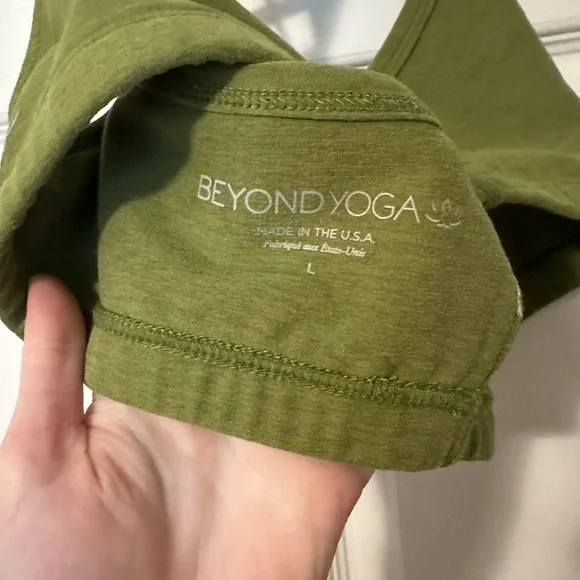 BEYOND YOGA
MADE IN THE U.S.A.
Fabriqué aux États-Unis
L